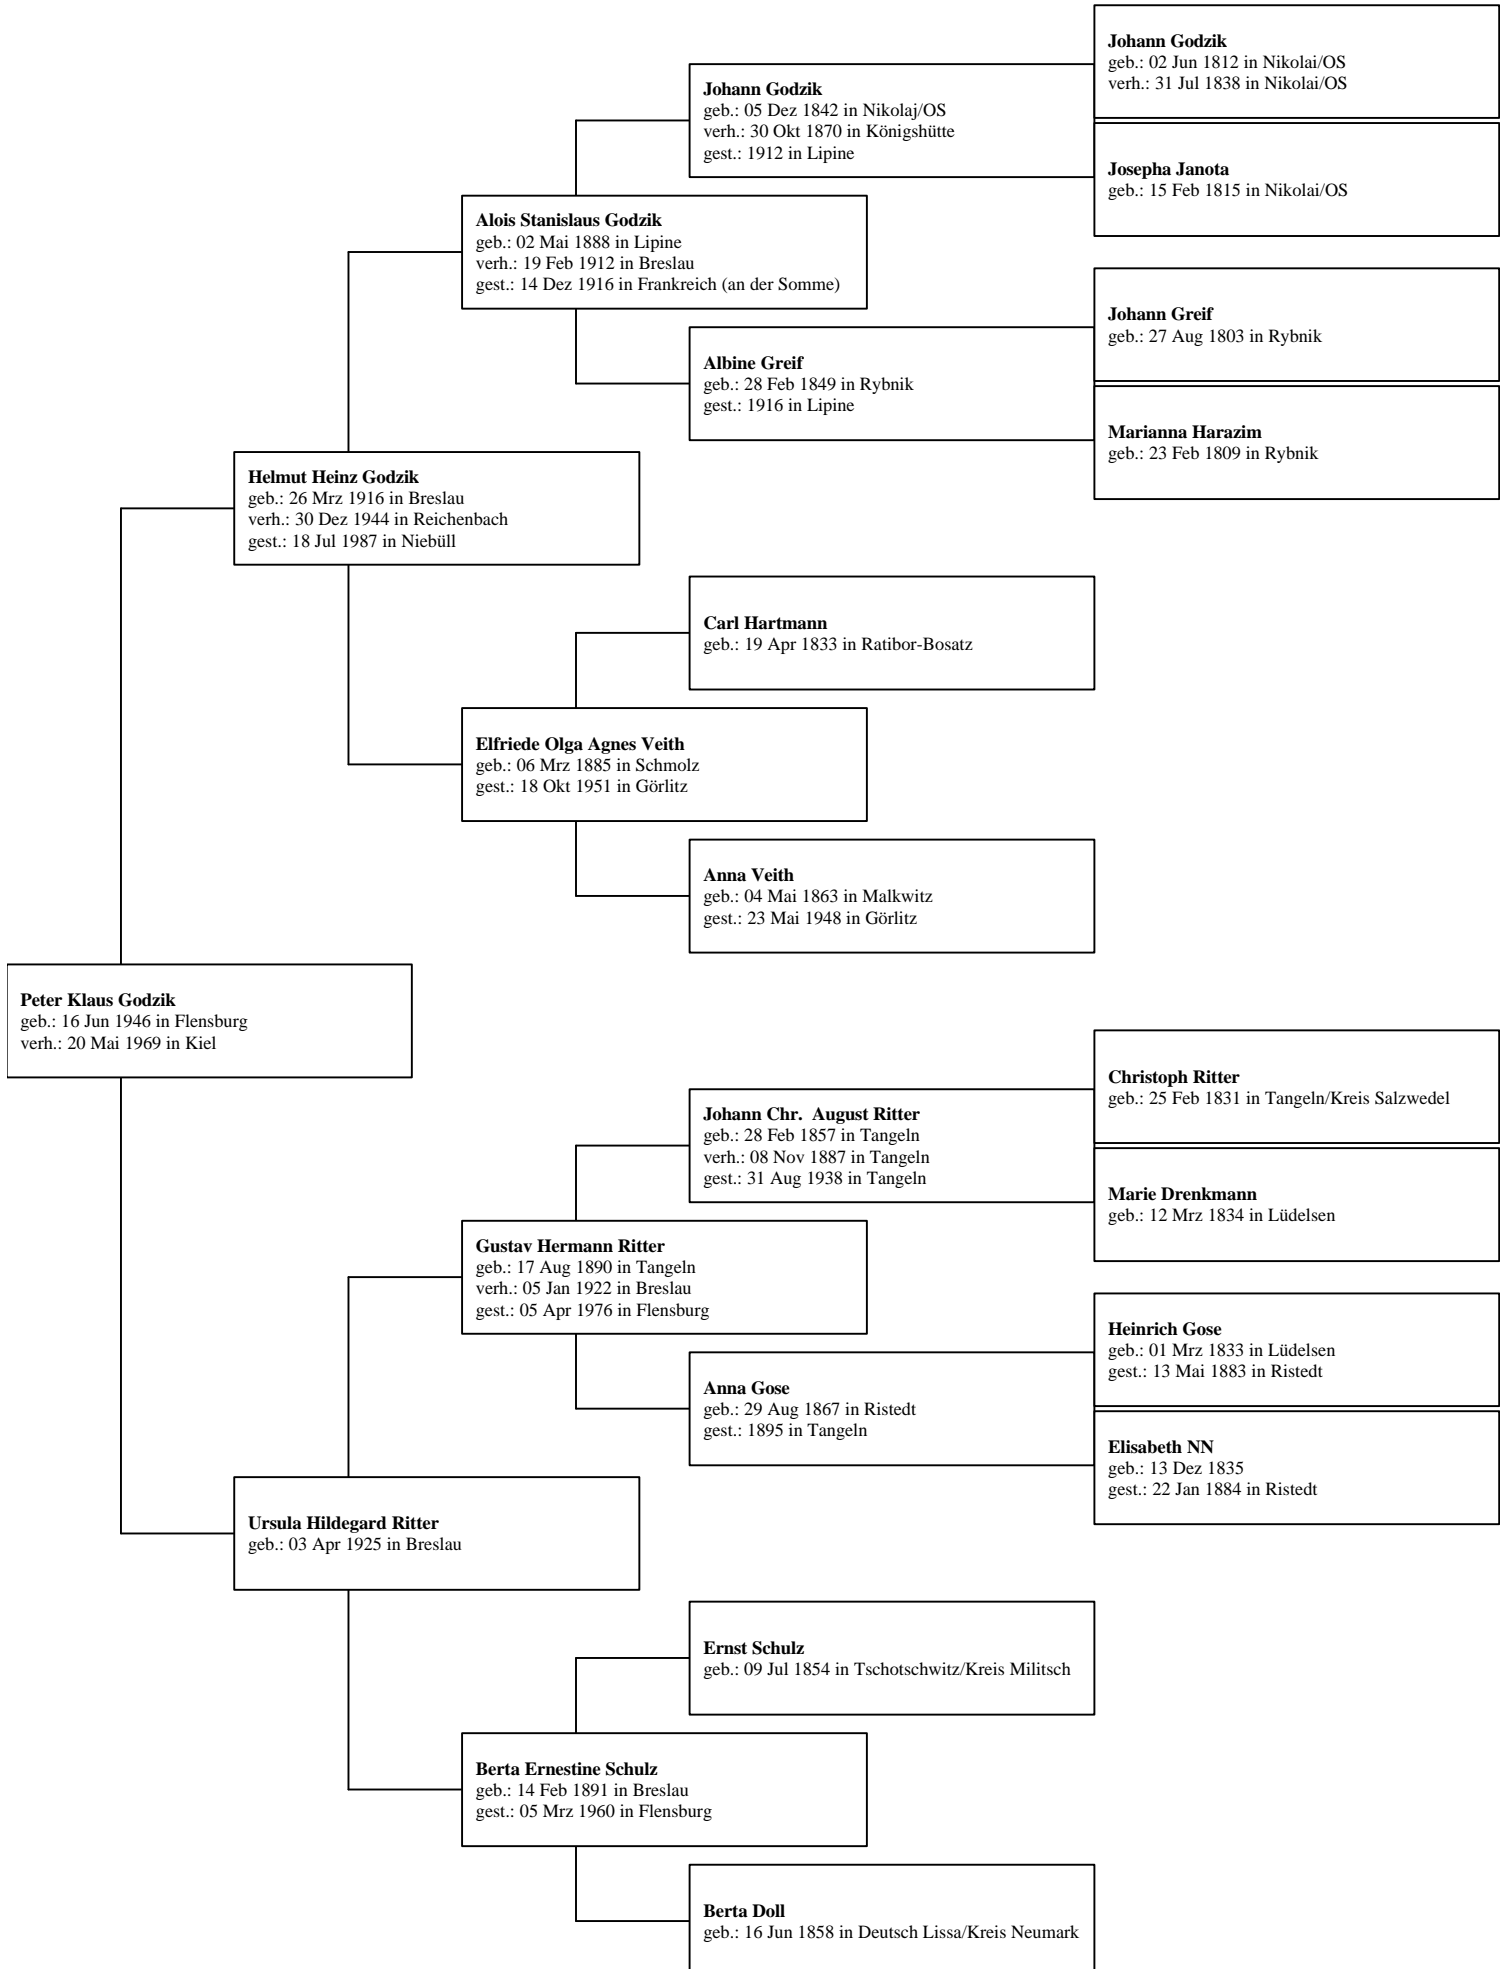 Johann Godzik
geb.: 02 Jun 1812 in Nikolai/OS
verh.: 31 Jul 1838 in Nikolai/OS
Johann Godzik
geb.: 05 Dez 1842 in Nikolaj/OS
verh.: 30 Okt 1870 in Königshütte
gest.: 1912 in Lipine
Josepha Janota
geb.: 15 Feb 1815 in Nikolai/OS
Alois Stanislaus Godzik
geb.: 02 Mai 1888 in Lipine
verh.: 19 Feb 1912 in Breslau
gest.: 14 Dez 1916 in Frankreich (an der Somme)
Johann Greif
geb.: 27 Aug 1803 in Rybnik
Albine Greif
geb.: 28 Feb 1849 in Rybnik
gest.: 1916 in Lipine
Marianna Harazim
geb.: 23 Feb 1809 in Rybnik
Helmut Heinz Godzik
geb.: 26 Mrz 1916 in Breslau
verh.: 30 Dez 1944 in Reichenbach
gest.: 18 Jul 1987 in Niebüll
Carl Hartmann
geb.: 19 Apr 1833 in Ratibor-Bosatz
Elfriede Olga Agnes Veith
geb.: 06 Mrz 1885 in Schmolz
gest.: 18 Okt 1951 in Görlitz
Anna Veith
geb.: 04 Mai 1863 in Malkwitz
gest.: 23 Mai 1948 in Görlitz
Peter Klaus Godzik
geb.: 16 Jun 1946 in Flensburg
verh.: 20 Mai 1969 in Kiel
Christoph Ritter
geb.: 25 Feb 1831 in Tangeln/Kreis Salzwedel
Johann Chr.  August Ritter
geb.: 28 Feb 1857 in Tangeln
verh.: 08 Nov 1887 in Tangeln
gest.: 31 Aug 1938 in Tangeln
Marie Drenkmann
geb.: 12 Mrz 1834 in Lüdelsen
Gustav Hermann Ritter
geb.: 17 Aug 1890 in Tangeln
verh.: 05 Jan 1922 in Breslau
gest.: 05 Apr 1976 in Flensburg
Heinrich Gose
geb.: 01 Mrz 1833 in Lüdelsen
gest.: 13 Mai 1883 in Ristedt
Anna Gose
geb.: 29 Aug 1867 in Ristedt
gest.: 1895 in Tangeln
Elisabeth NN
geb.: 13 Dez 1835
gest.: 22 Jan 1884 in Ristedt
Ursula Hildegard Ritter
geb.: 03 Apr 1925 in Breslau
Ernst Schulz
geb.: 09 Jul 1854 in Tschotschwitz/Kreis Militsch
Berta Ernestine Schulz
geb.: 14 Feb 1891 in Breslau
gest.: 05 Mrz 1960 in Flensburg
Berta Doll
geb.: 16 Jun 1858 in Deutsch Lissa/Kreis Neumark